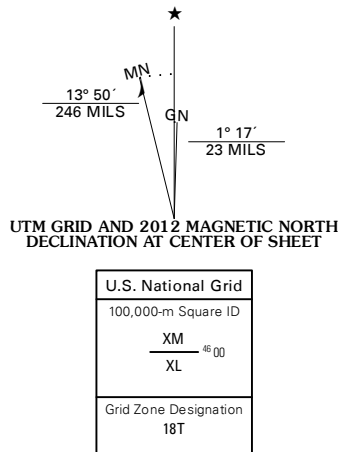 ★
MN
GN
13° 50´
246 MILS
1° 17´
23 MILS
UTM GRID AND 2012 MAGNETIC NORTH
DECLINATION AT CENTER OF SHEET
U.S. National Grid
100,000-m Square ID
XM
46 00
XL
Grid Zone Designation
18T